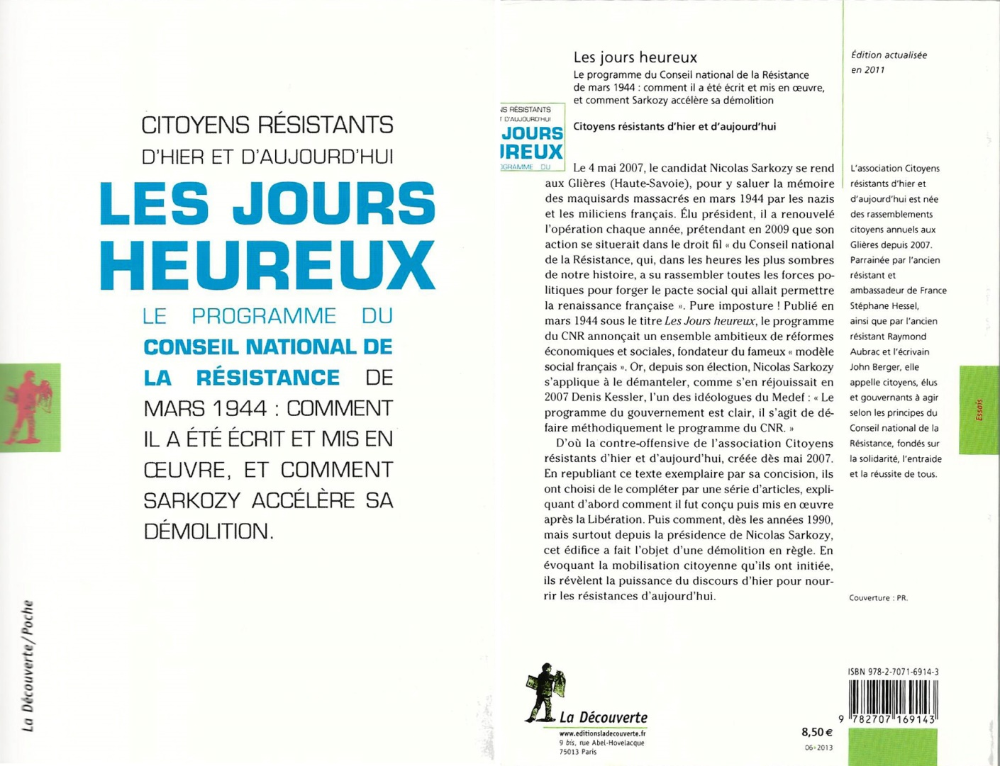 CITOYENS RÉSISTANTS
D'HIER ET D'AUJOURD'HUI
LES JOURS
HEUREUX
LE PROGRAMME DU
CONSEIL NATIONAL DE
LA RÉSISTANCE DE
MARS 1944 : COMMENT
IL A ÉTÉ ÉCRIT ET MIS EN
ŒUVRE, ET COMMENT
SARKOZY ACCÉLÈRE SA
DÉMOLITION.
La Découverte/Poche
Les jours heureux
Le programme du Conseil national de la Résistance
de mars 1944 : comment il a été écrit et mis en œuvre,
et comment Sarkozy accélère sa démolition
Citoyens résistants d'hier et d'aujourd'hui
NS RÉSISTANTS
T D'AUJOURD'HUI
JOURS
UREUX
OGRAMME DU
Le 4 mai 2007, le candidat Nicolas Sarkozy se rend
aux Glières (Haute-Savoie), pour y saluer la mémoire
des maquisards massacrés en mars 1944 par les nazis
et les miliciens français. Élu président, il a renouvelé
l'opération chaque année, prétendant en 2009 que son
action se situerait dans le droit fil « du Conseil national
de la Résistance, qui, dans les heures les plus sombres
de notre histoire, a su rassembler toutes les forces po-
litiques pour forger le pacte social qui allait permettre
la renaissance française ». Pure imposture ! Publié en
mars 1944 sous le titre Les Jours heureux, le programme
du CNR annonçait un ensemble ambitieux de réformes
économiques et sociales, fondateur du fameux « modèle
social français ». Or, depuis son élection, Nicolas Sarkozy
s'applique à le démanteler, comme s'en réjouissait en
2007 Denis Kessler, l'un des idéologues du Medef : « Le
programme du gouvernement est clair, il s'agit de dé-
faire méthodiquement le programme du CNR. »
D'où la contre-offensive de l'association Citoyens
résistants d'hier et d'aujourd'hui, créée dès mai 2007.
En republiant ce texte exemplaire par sa concision, ils
ont choisi de le compléter par une série d'articles, expli-
quant d'abord comment il fut conçu puis mis en œuvre
après la Libération. Puis comment, dès les années 1990,
mais surtout depuis la présidence de Nicolas Sarkozy,
cet édifice a fait l'objet d'une démolition en règle. En
évoquant la mobilisation citoyenne qu'ils ont initiée,
ils révèlent la puissance du discours d'hier pour nour-
rir les résistances d'aujourd'hui.
Édition actualisée
en 2011
L'association Citoyens
résistants d'hier et
d'aujourd'hui est née
des rassemblements
citoyens annuels aux
Glières depuis 2007.
Parrainée par l'ancien
résistant et
ambassadeur de France
Stéphane Hessel,
ainsi que par l'ancien
résistant Raymond
Aubrac et l'écrivain
John Berger, elle
appelle citoyens, élus
et gouvernants à agir
selon les principes du
Conseil national de la
Résistance, fondés sur
la solidarité, l'entraide
et la réussite de tous.
Essais
Couverture : PR.
La Découverte
www.editionsladecouverte.fr
9 bis, rue Abel-Hovelacque
75013 Paris
8,50 €
06-2013
ISBN 978-2-7071-6914-3
9 782707 169143